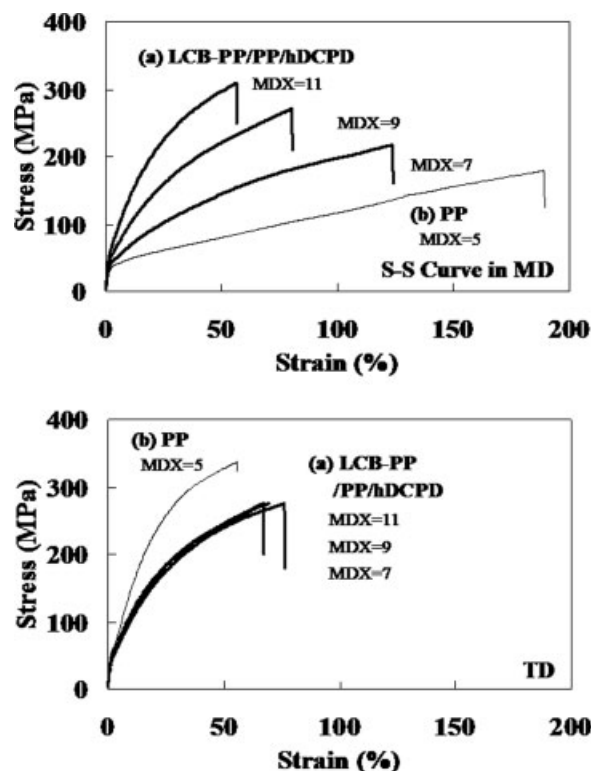 400
(a) LCB-PP/PP/hDCPD
MDX=11
300
MDX=9
200
MDX=7
(b) PP
MDX=5
100
S-S Curve in MD
0
Stress (MPa)
0 50 100 150 200
Strain (%)
400
(b) PP
MDX=5
(a) LCB-PP
/PP/hDCPD
300
MDX=11
MDX=9
200
MDX=7
100
TD
0
Stress (MPa)
0 50 100 150 200
Strain (%)